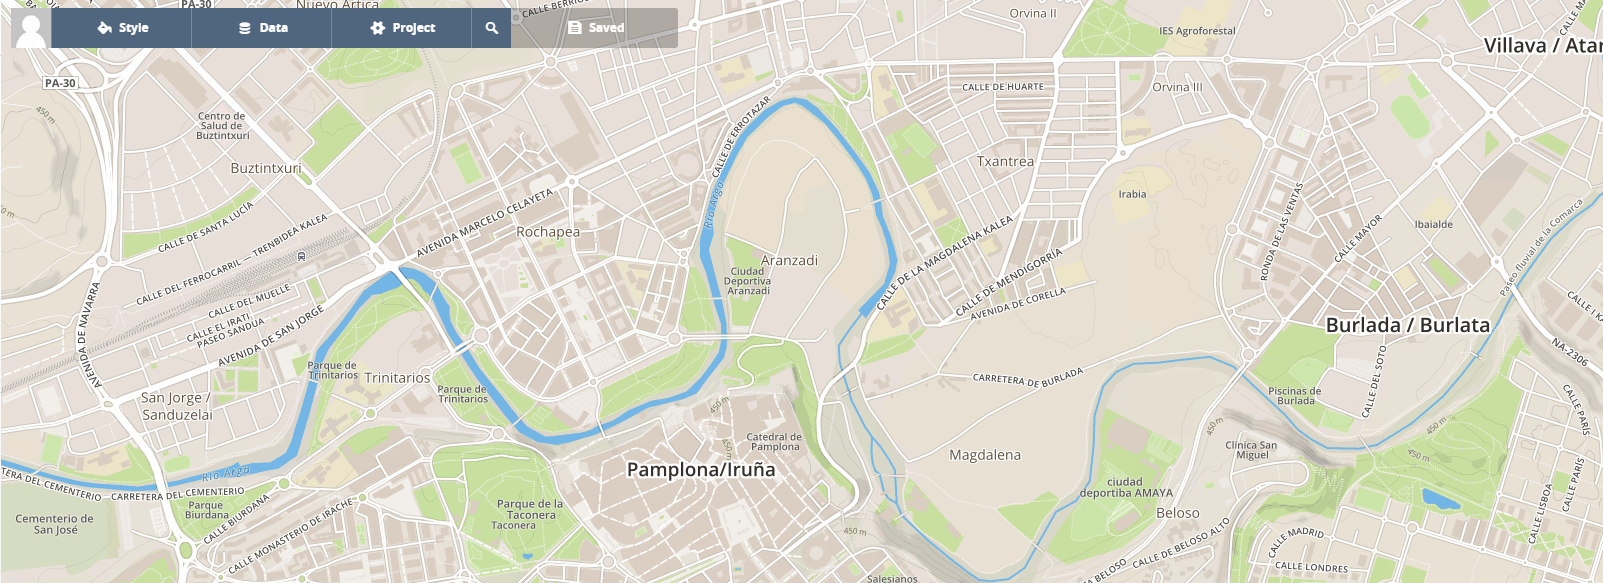 PA-30
Nuevo Artica
CALLE BERRIO
Orvina II
Style
Data
Project
Saved
IES Agroforestal
Villava / Atar
PA-30
CALLE DE HUARTE
Orvina III
450 m
Centro de
Salud de
Buztintxuri
CALLE DE ERROTAZAR
Buztintxuri
Txantrea
Irabia
Río Arga
CALLE DE SANTA LUCÍA
AVENIDA MARCELO CELAYETA
Rochapea
CALLE DE LA MAGDALENA KALEA
RONDA DE LAS VENTAS
CALLE MAYOR
Ibaialde
Paseo fluvial de la Comarca
CALLE DEL FERROCARRIL — TRENBIDEA KALEA
Aranzadi
Ciudad
Deportiva
Aranzadi
CALLE DE MENDIGORRÍA
AVENIDA DE CORELLA
CALLE DEL MUELLE
CALLE EL IRATI
PASEO SANDUA
AVENIDA DE SAN JORGE
AVENIDA DE NAVARRA
Burlada / Burlata
CALLE I KA
NA-2306
Parque de
Trinitarios
Trinitarios
Parque de
Trinitarios
CARRETERA DE BURLADA
CALLE DEL SOTO
Piscinas de
Burlada
CALLE PARÍS
San Jorge /
Sanduzelai
450 m
450 m
450 m
450 m
450 m
Catedral de
Pamplona
Pamplona/Iruña
Magdalena
Clínica San
Miguel
Río Arga
TERA DEL CEMENTERIO
CARRETERA DEL CEMENTERIO
ciudad
deportiba AMAYA
CALLE LISBOA
CALLE PARÍS
Parque
Biurdana
CALLE BIURDANA
Parque de la
Taconera
Taconera
Beloso
Cementerio de
San José
CALLE MONASTERIO DE IRACHE
450 m
CALLE DE BELOSO ALTO
CALLE MADRID
CALLE LONDRES
A BELOSO
Salesianos